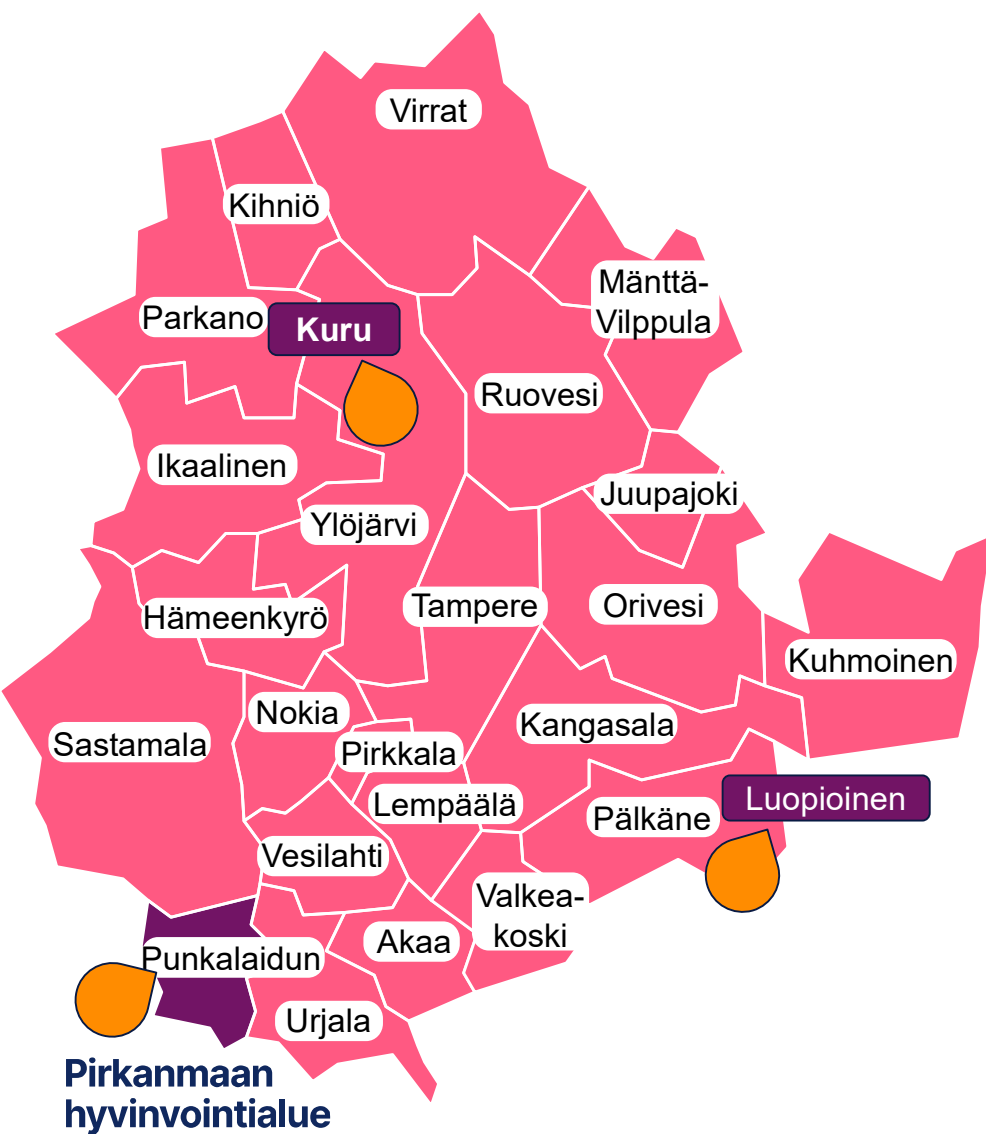 Virrat
Kihniö
Mänttä-
Vilppula
Parkano
Kuru
Ruovesi
Ikaalinen
Juupajoki
Ylöjärvi
Hämeenkyrö
Tampere
Orivesi
Kuhmoinen
Nokia
Kangasala
Sastamala
Pirkkala
Lempäälä
Pälkäne
Luopioinen
Vesilahti
Valkea-
koski
Akaa
Punkalaidun
Urjala
Pirkanmaan
hyvinvointialue